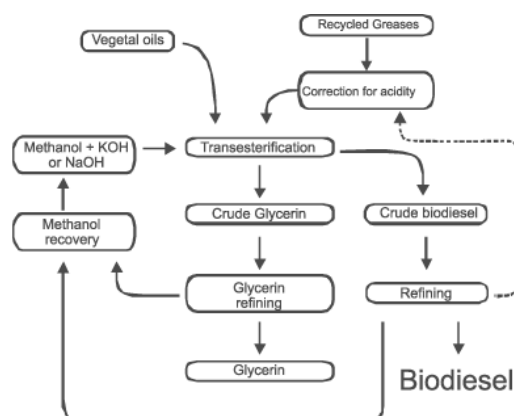 Recycled Greases
Vegetal oils
Correction for acidity
Methanol + KOH
or NaOH
Transesterification
Crude Glycerin
Crude biodiesel
Methanol
recovery
Glycerin
refining
Refining
Glycerin
Biodiesel